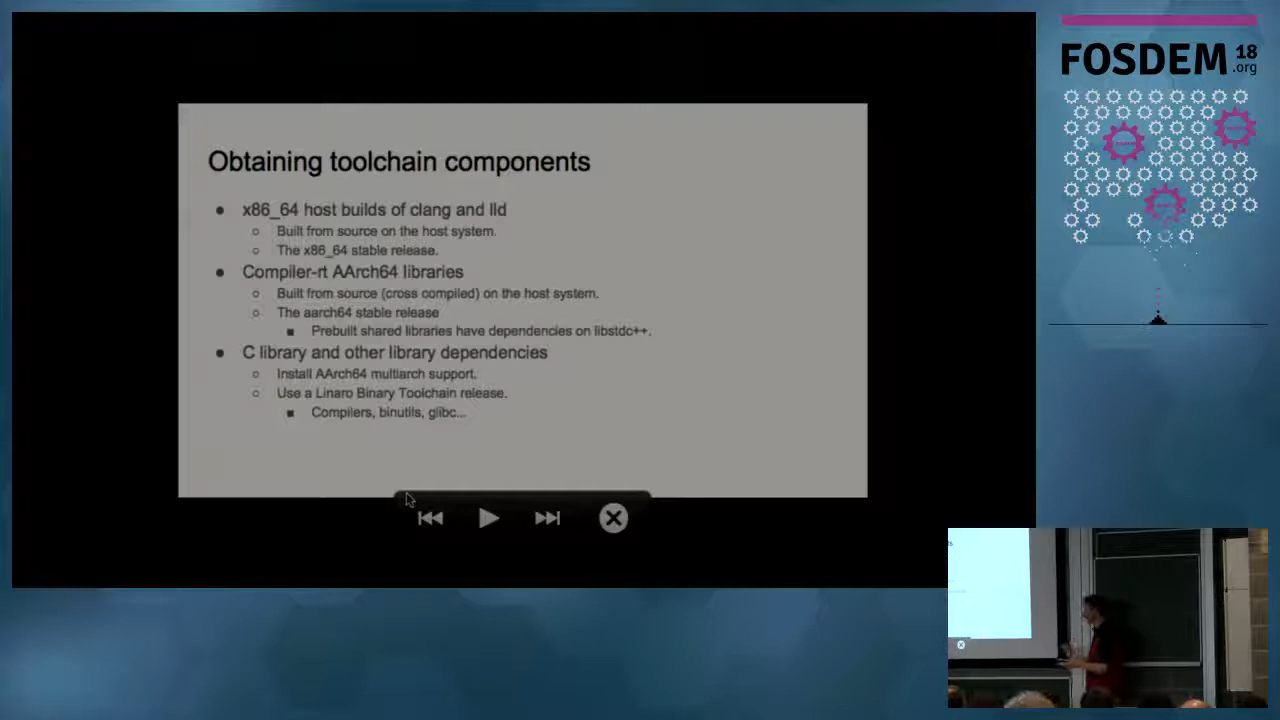 Obtaining toolchain components
● x86_64 host builds of clang and lld
○ Built from source on the host system.
○ The x86_64 stable release.
● Compiler-rt AArch64 libraries
○ Built from source (cross compiled) on the host system.
○ The aarch64 stable release
■ Prebuilt shared libraries have dependencies on libstdc++.
● C library and other library dependencies
○ Install AArch64 multiarch support.
○ Use a Linaro Binary Toolchain release.
■ Compilers, binutils, glibc...
FOSDEM 18
.org